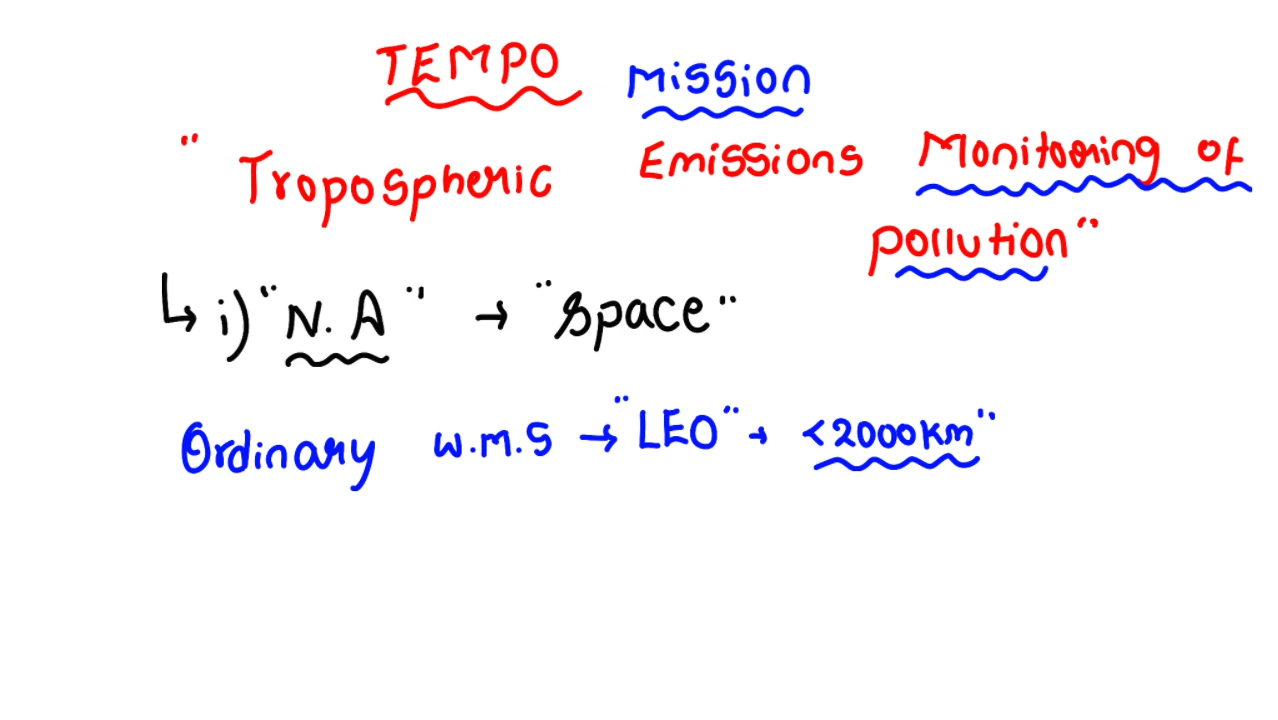 TEMPO Mission
" Tropospheric Emissions Monitoring of
pollution"
↳ i) "N.A" → "Space"
Ordinary w.m.s → "LEO" → <2000km"